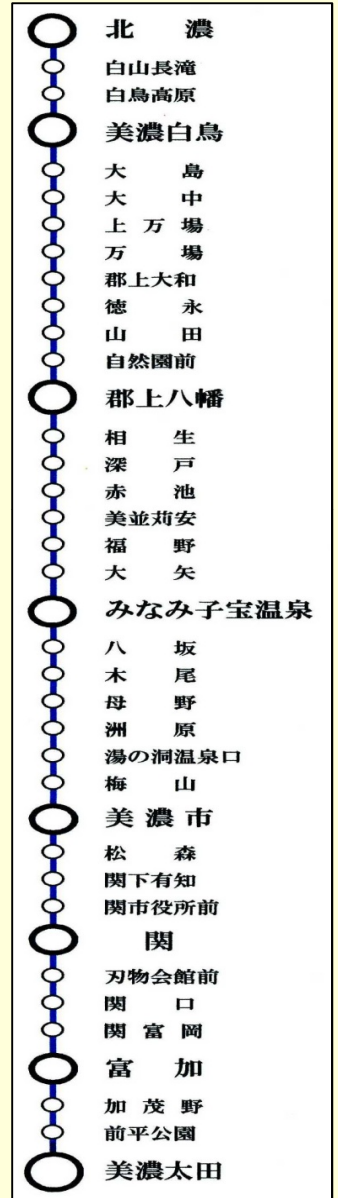 北濃
白山長滝
白鳥高原
美濃白鳥
大島
大中
上万場
万場
郡上大和
徳永
山田
自然園前
郡上八幡
相生
深戸
赤池
美並苅安
福野
大矢
みなみ子宝温泉
八坂
木尾
母野
洲原
湯の洞温泉口
梅山
美濃市
松森
関下有知
関市役所前
関
刃物会館前
関口
関富岡
富加
加茂野
前平公園
美濃太田